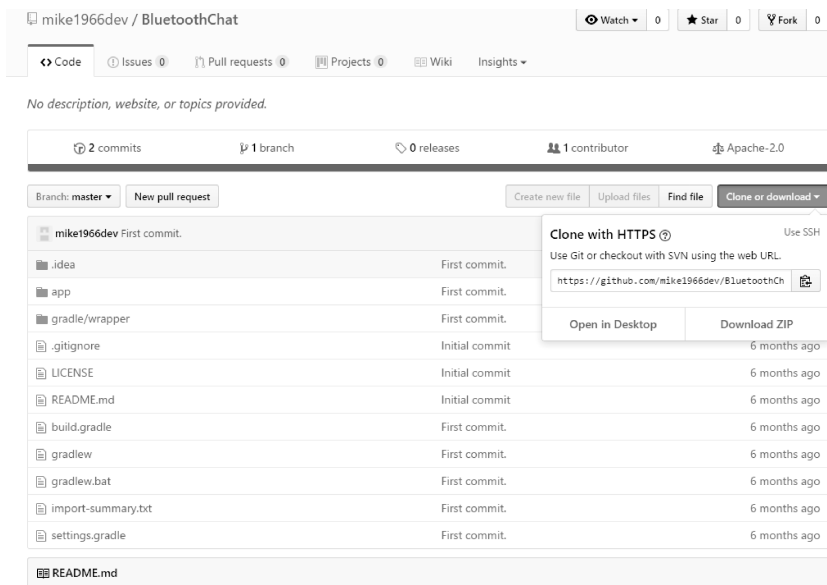 mike1966dev / BluetoothChat
Watch 0 Star 0 Fork 0
Code Issues 0 Pull requests 0 Projects 0 Wiki Insights
No description, website, or topics provided.
2 commits 1 branch 0 releases 1 contributor Apache-2.0
Branch: master New pull request Create new file Upload files Find file Clone or download
mike1966dev First commit.
Clone with HTTPS Use SSH
Use Git or checkout with SVN using the web URL.
https://github.com/mike1966dev/BluetoothCh
Open in Desktop Download ZIP
.idea First commit.
app First commit.
gradle/wrapper First commit.
.gitignore Initial commit 6 months ago
LICENSE Initial commit 6 months ago
README.md Initial commit 6 months ago
build.gradle First commit. 6 months ago
gradlew First commit. 6 months ago
gradlew.bat First commit. 6 months ago
import-summary.txt First commit. 6 months ago
settings.gradle First commit. 6 months ago
README.md